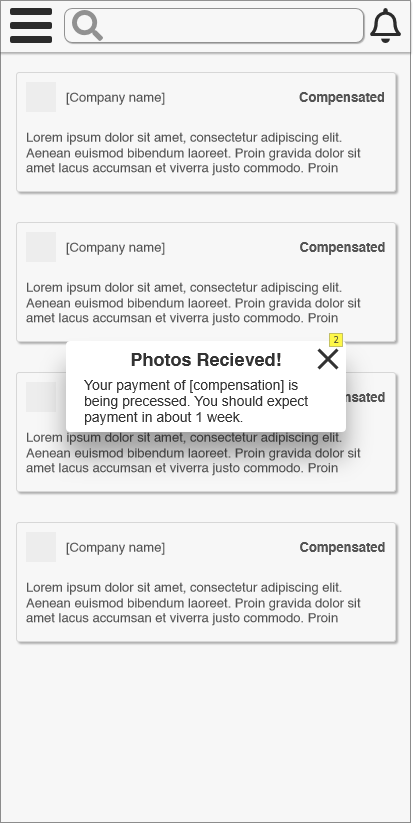 [Company name]
Compensated
Lorem ipsum dolor sit amet, consectetur adipiscing elit.
Aenean euismod bibendum laoreet. Proin gravida dolor sit
amet lacus accumsan et viverra justo commodo. Proin
[Company name]
Compensated
Lorem ipsum dolor sit amet, consectetur adipiscing elit.
Aenean euismod bibendum laoreet. Proin gravida dolor sit
amet lacus accumsan et viverra justo commodo. Proin
2
Photos Recieved!
Your payment of [compensation] is
being precessed. You should expect
payment in about 1 week.
Lorem ipsum dolor sit amet, consectetur adipiscing elit.
Aenean euismod bibendum laoreet. Proin gravida dolor sit
amet lacus accumsan et viverra justo commodo. Proin
[Company name]
Compensated
Lorem ipsum dolor sit amet, consectetur adipiscing elit.
Aenean euismod bibendum laoreet. Proin gravida dolor sit
amet lacus accumsan et viverra justo commodo. Proin